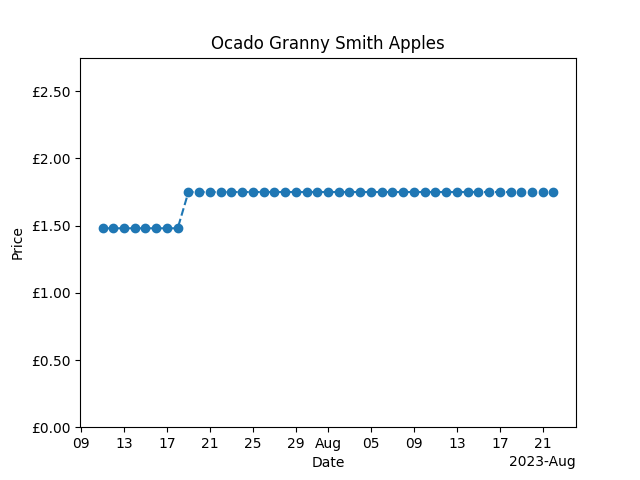 Ocado Granny Smith Apples
£2.50
£2.00
£1.50
£1.00
£0.50
£0.00
Price
09 13 17 21 25 29 Aug 05 09 13 17 21
Date
2023-Aug